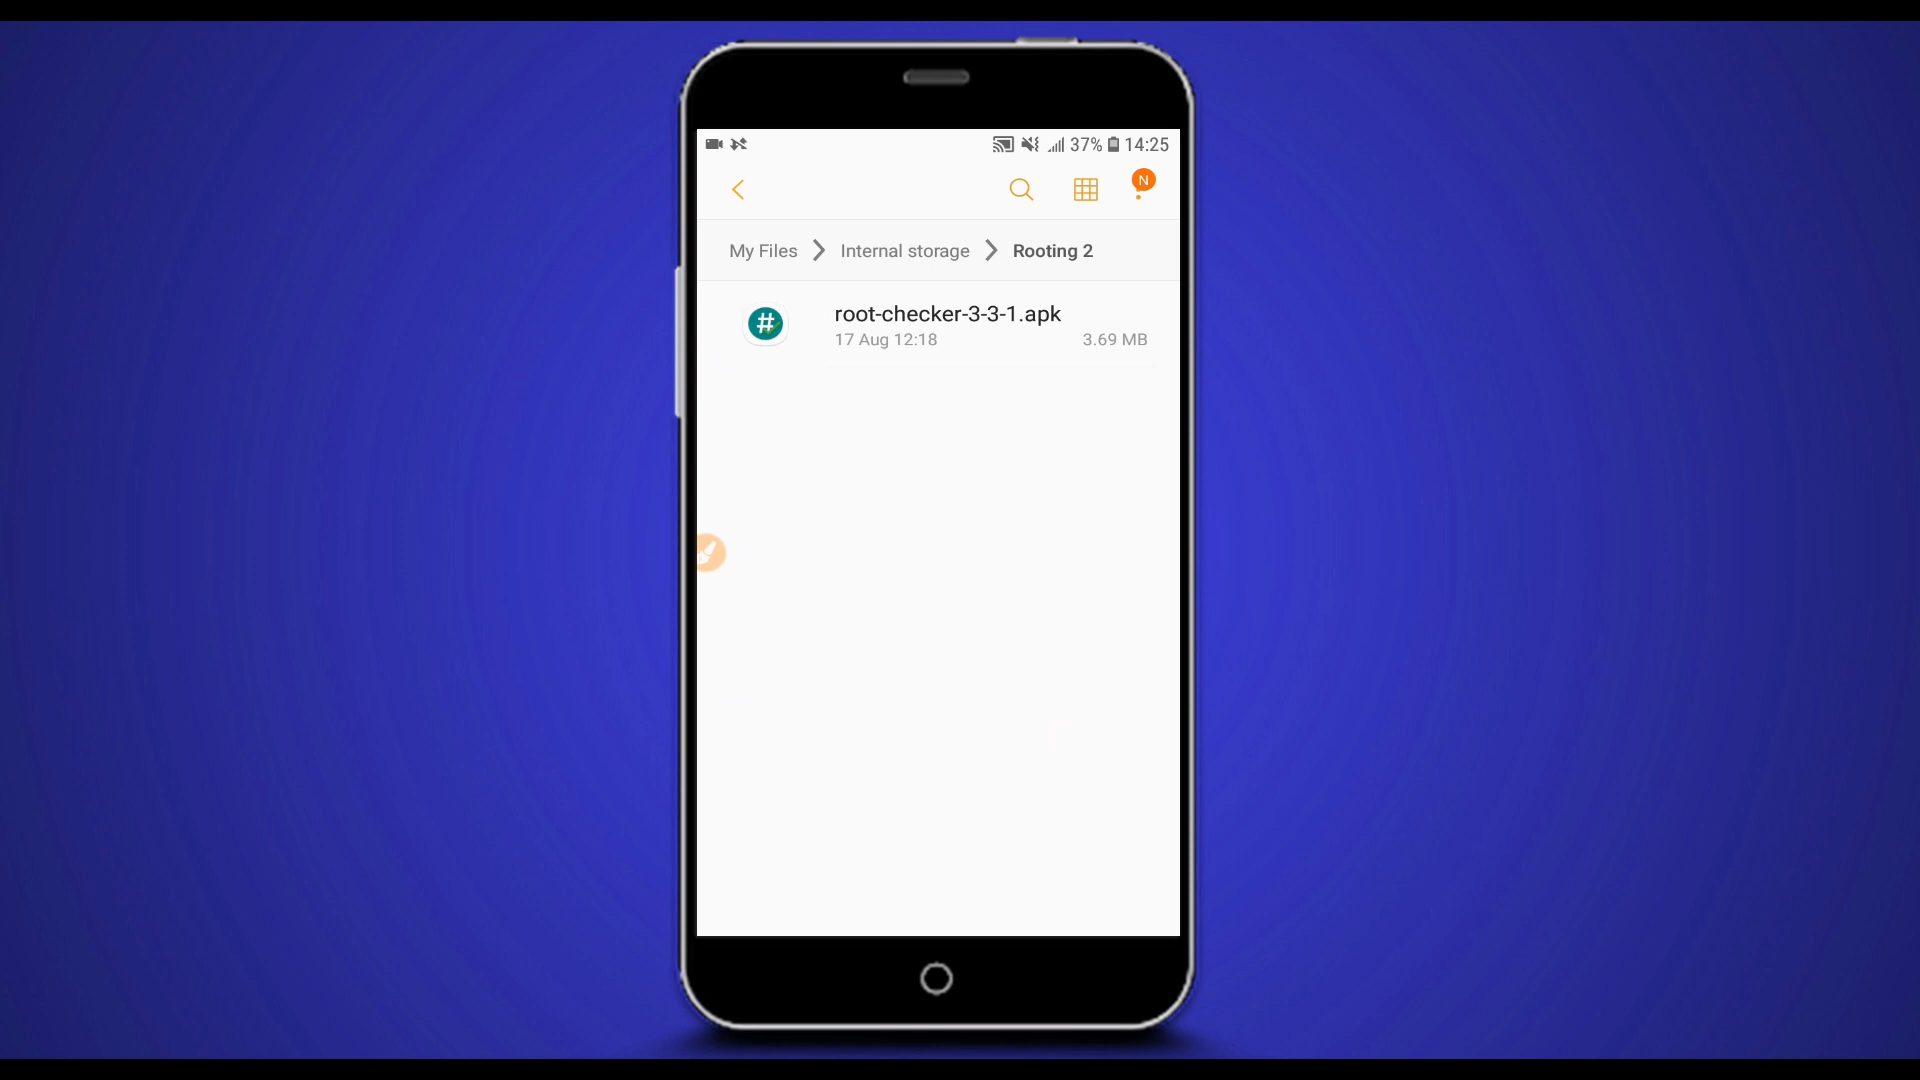 37% 14:25
N
My Files Internal storage Rooting 2
#
root-checker-3-3-1.apk
17 Aug 12:18 3.69 MB